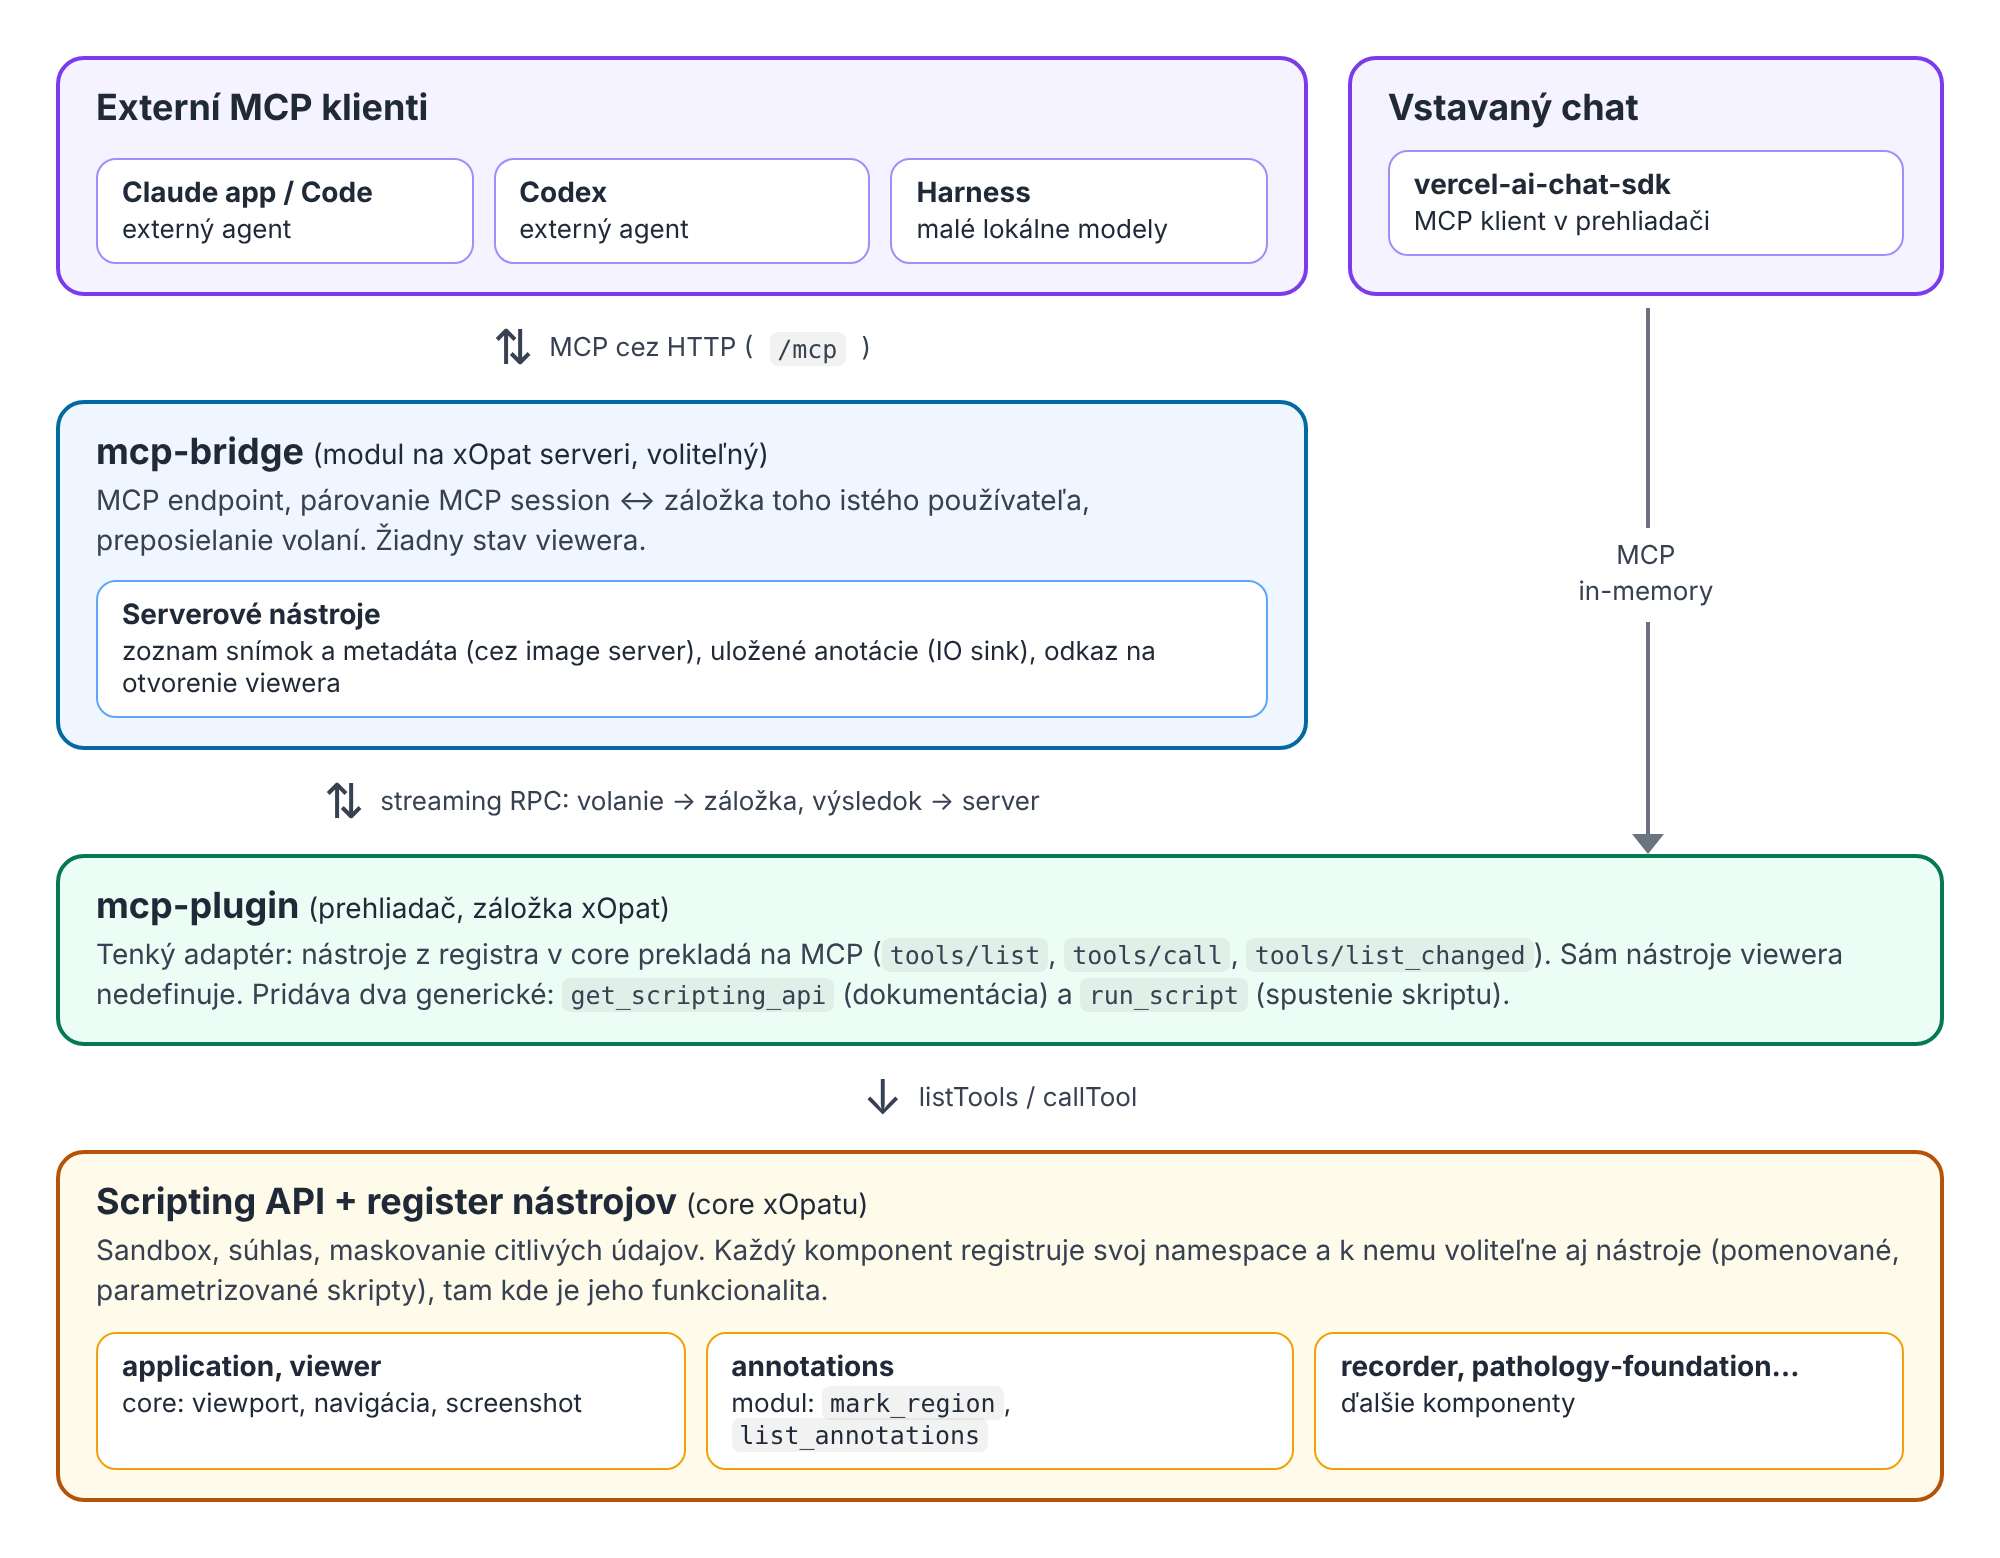 Externí MCP klienti
Claude app / Code
externý agent
Codex
externý agent
Harness
malé lokálne modely
Vstavaný chat
vercel-ai-chat-sdk
MCP klient v prehliadači
⇅ MCP cez HTTP ( /mcp )
mcp-bridge (modul na xOpat serveri, voliteľný)
MCP endpoint, párovanie MCP session ↔ záložka toho istého používateľa,
preposielanie volaní. Žiadny stav viewera.
Serverové nástroje
zoznam snímok a metadáta (cez image server), uložené anotácie (IO sink), odkaz na
otvorenie viewera
MCP
in-memory
⇅ streaming RPC: volanie → záložka, výsledok → server
mcp-plugin (prehliadač, záložka xOpat)
Tenký adaptér: nástroje z registra v core prekladá na MCP (tools/list, tools/call, tools/list_changed). Sám nástroje viewera
nedefinuje. Pridáva dva generické: get_scripting_api (dokumentácia) a run_script (spustenie skriptu).
↓ listTools / callTool
Scripting API + register nástrojov (core xOpatu)
Sandbox, súhlas, maskovanie citlivých údajov. Každý komponent registruje svoj namespace a k nemu voliteľne aj nástroje (pomenované,
parametrizované skripty), tam kde je jeho funkcionalita.
application, viewer
core: viewport, navigácia, screenshot
annotations
modul: mark_region,
list_annotations
recorder, pathology-foundation…
ďalšie komponenty